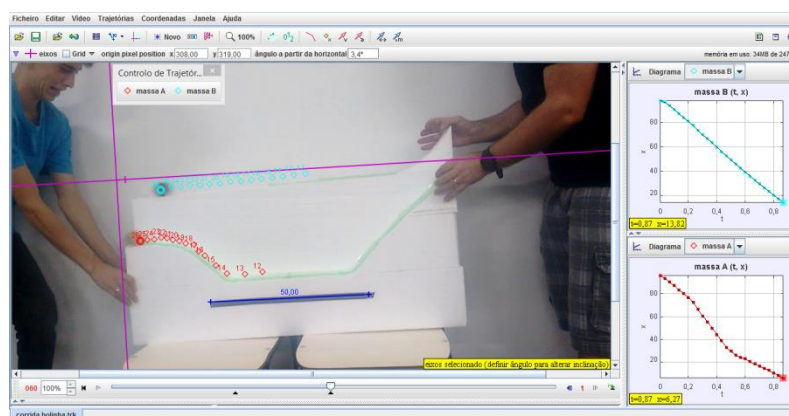 Ficheiro Editar Vídeo Trajetórias Coordenadas Janela Ajuda
Novo 100%
eixos Grid origin pixel position x 308,00 y 319,00 ângulo a partir da horizontal 3,4° memória em uso: 34MB de 247
Controlo de Trajetór...
massa A massa B
12
13
14
50,00
eixos selecionado (definir ângulo para alterar inclinação)
060 100% 1
corrida bolinha.trk
Diagrama massa B
massa B (t, x)
80
60
x
40
20
0 0,2 0,4 0,6 0,8
t
t=0,87 x=13,82
Diagrama massa A
massa A (t, x)
80
60
x
40
20
0 0,2 0,4 0,6 0,8
t
t=0,87 x=6,27